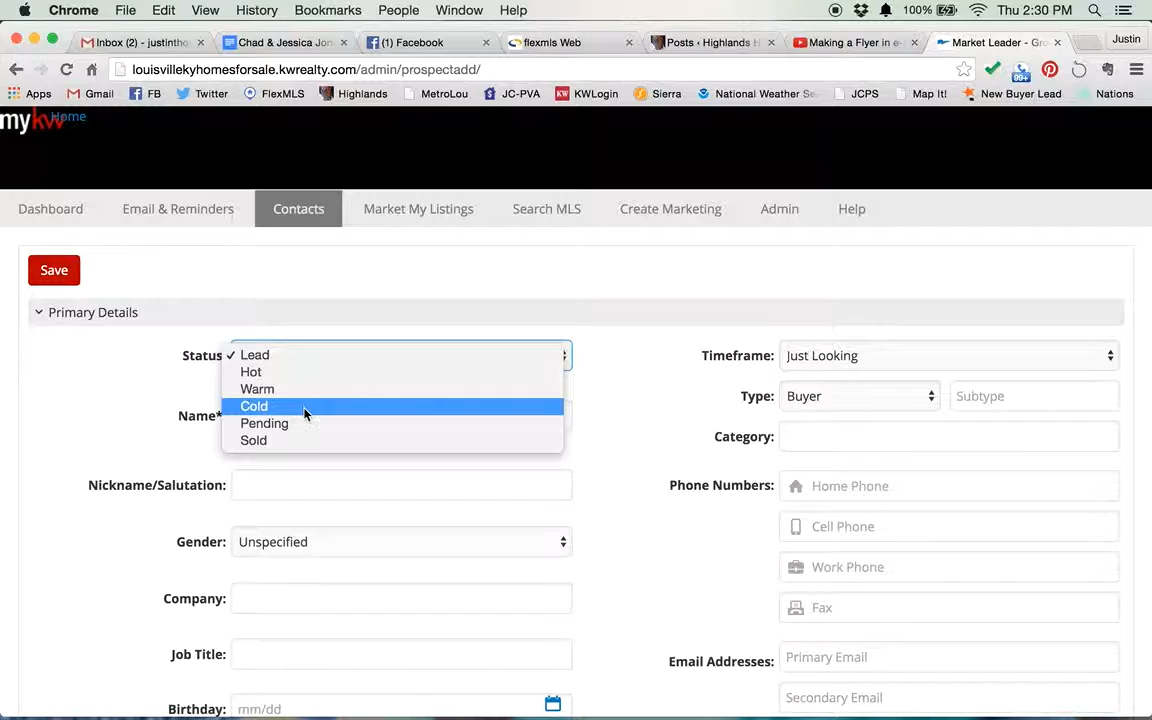 Chrome File Edit View History Bookmarks People Window Help 100% Thu 2:30 PM
Inbox (2) - justintho Chad & Jessica Jon (1) Facebook flexmls Web Posts ‹ Highlands H Making a Flyer in e- Market Leader - Gro Justin
louisvillekyhomesforsale.kwrealty.com/admin/prospectadd/ 99+
Apps Gmail FB Twitter FlexMLS Highlands MetroLou JC-PVA KW KWLogin Sierra National Weather Se JCPS Map It! New Buyer Lead Nations
mykw Home
Dashboard Email & Reminders Contacts Market My Listings Search MLS Create Marketing Admin Help
Save
Primary Details
Status ✓ Lead
Hot
Warm
Cold
Pending
Sold
Name*
Nickname/Salutation:
Gender: Unspecified
Company:
Job Title:
Birthday: mm/dd
Timeframe: Just Looking
Type: Buyer Subtype
Category:
Phone Numbers: Home Phone
Cell Phone
Work Phone
Fax
Email Addresses: Primary Email
Secondary Email